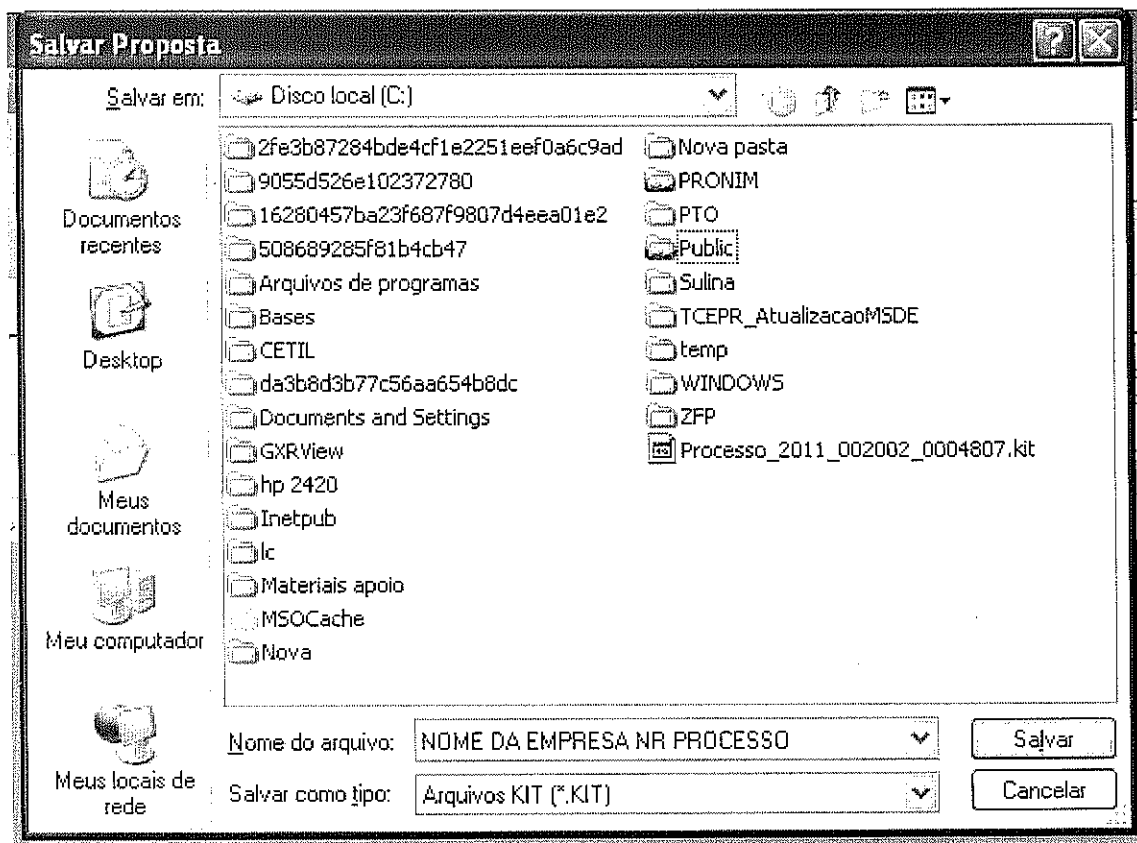 Salvar Proposta
Salvar em:
Disco local (C:)
Documentos
recentes
Desktop
Meus
documentos
Meu computador
Meus locais de
rede
2fe3b87284bde4cf1e2251eef0a6c9ad
9055d526e102372780
16280457ba23f687f9807d4eea01e2
508689285f81b4cb47
Arquivos de programas
Bases
CETIL
da3b8d3b77c56aa654b8dc
Documents and Settings
GXRView
hp 2420
Inetpub
lc
Materiais apoio
MSOCache
Nova
Nova pasta
PRONIM
PTO
Public
Sulina
TCEPR_AtualizacaoMSDE
temp
WINDOWS
ZFP
Processo_2011_002002_0004807.kit
Nome do arquivo:
NOME DA EMPRESA NR PROCESSO
Salvar
Salvar como tipo:
Arquivos KIT (*.KIT)
Cancelar